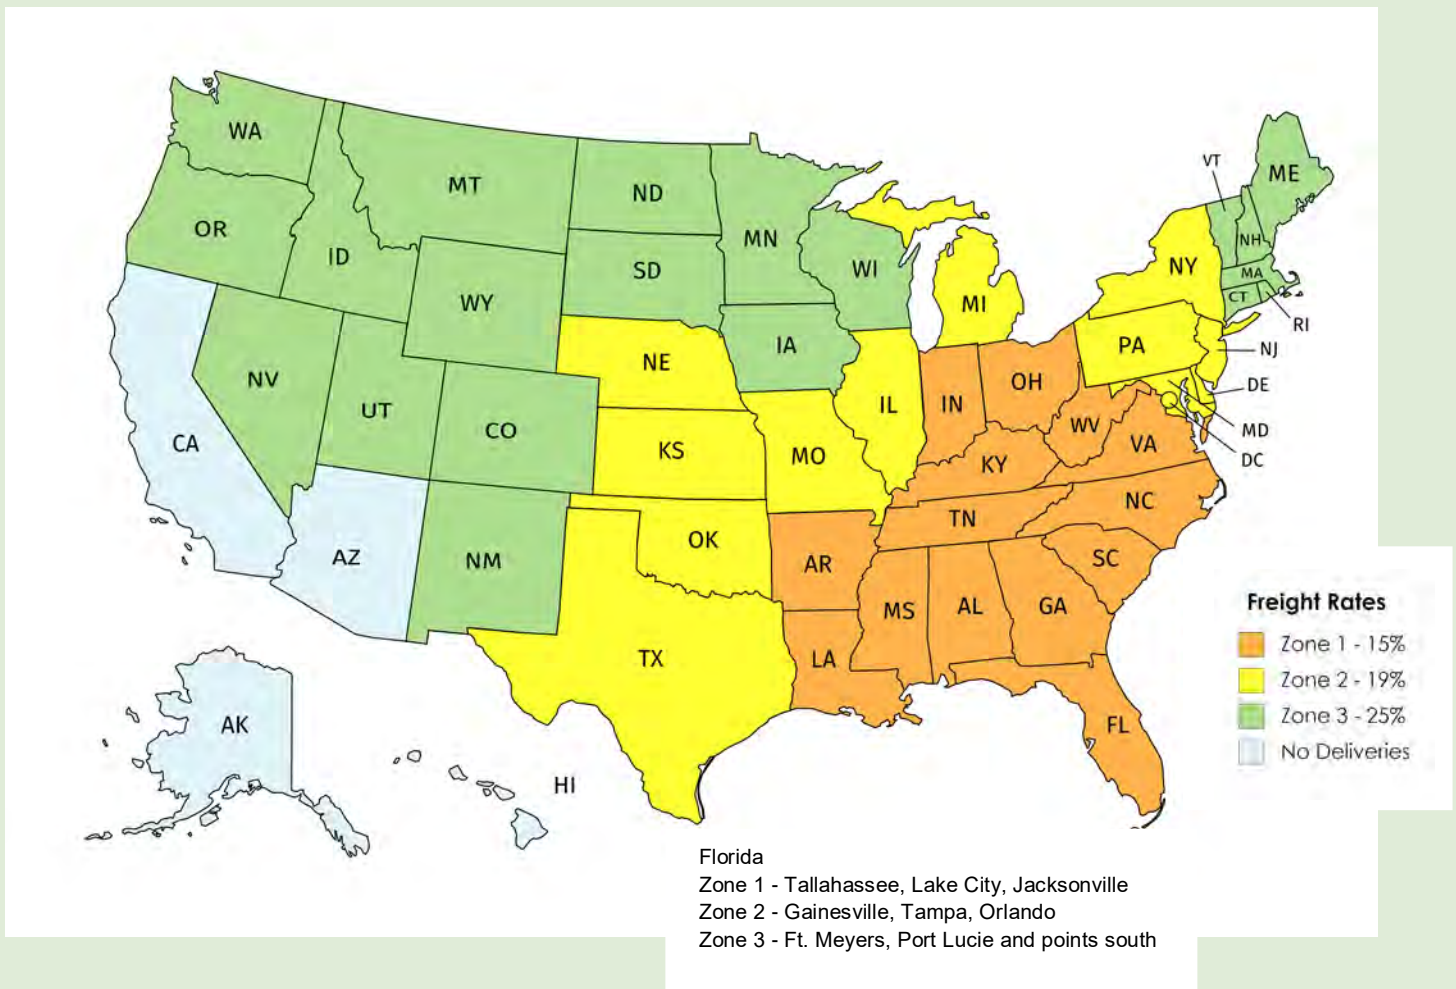 WA
MT
ND
MN
OR
ID
SD
WI
WY
MI
NY
VT
ME
NH
MA
CT
RI
NV
UT
CO
NE
IA
PA
NJ
IL
IN
OH
DE
CA
KS
MO
KY
WV
VA
MD
DC
AZ
NM
OK
AR
TN
NC
SC
TX
LA
MS
AL
GA
FL
AK
HI
Freight Rates
Zone 1 - 15%
Zone 2 - 19%
Zone 3 - 25%
No Deliveries
Florida
Zone 1 - Tallahassee, Lake City, Jacksonville
Zone 2 - Gainesville, Tampa, Orlando
Zone 3 - Ft. Meyers, Port Lucie and points south